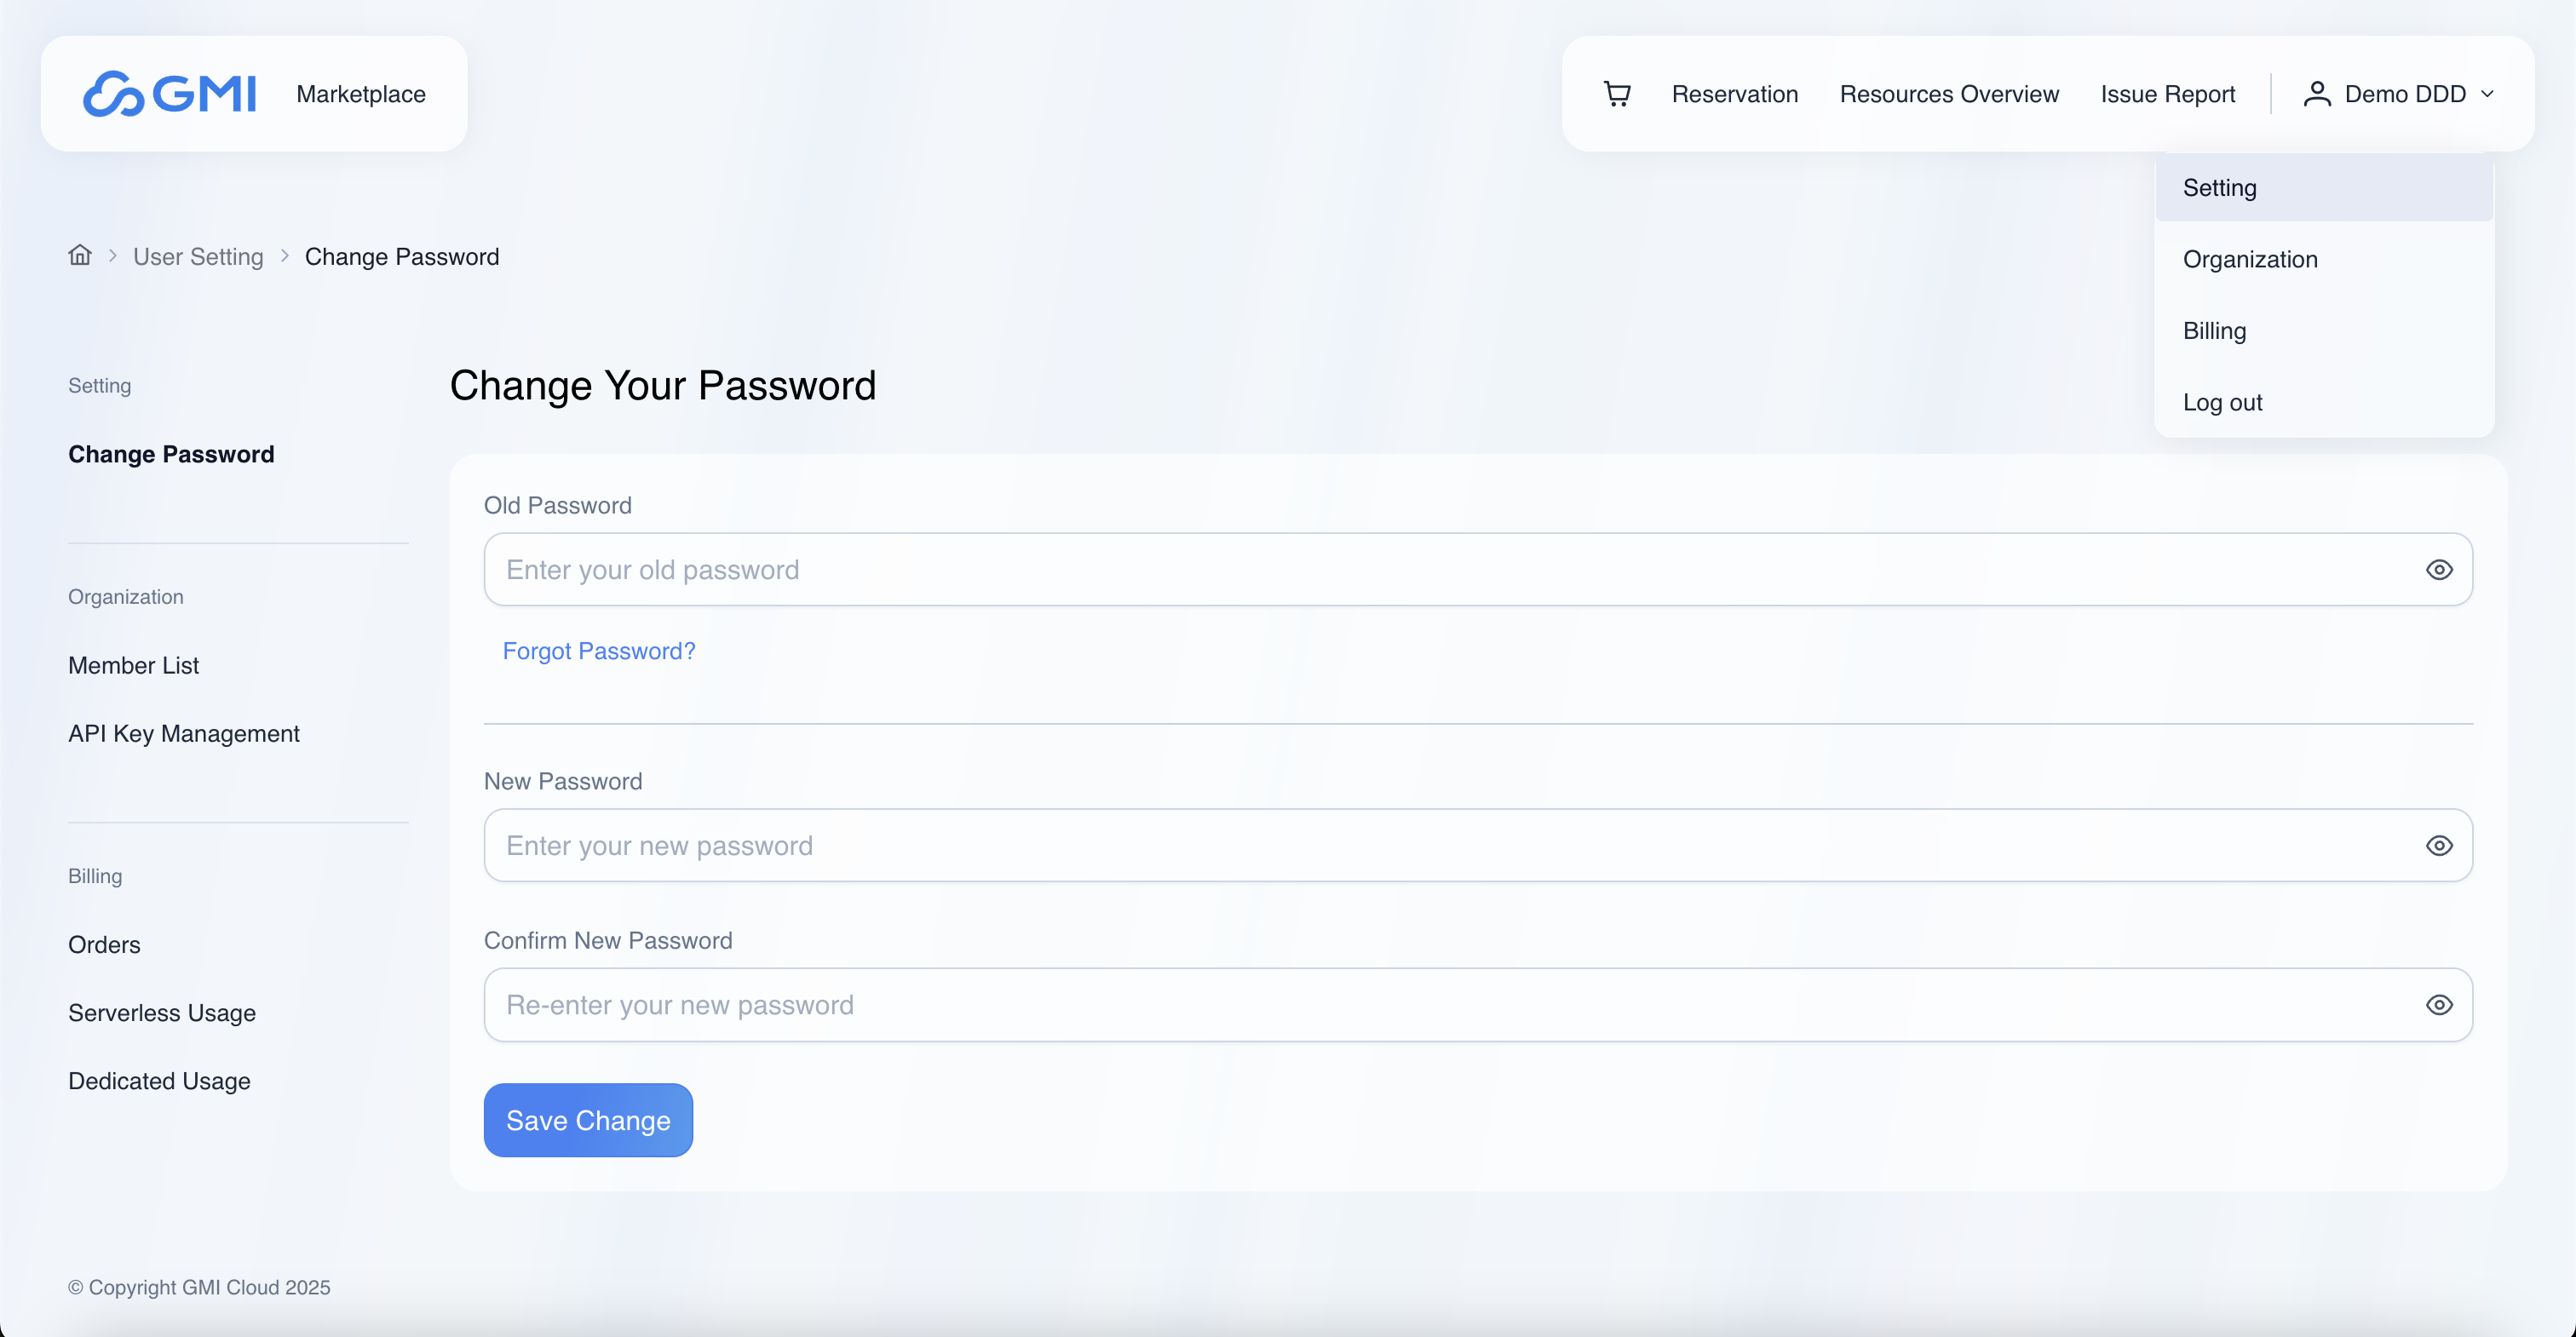 GMI Marketplace
Reservation Resources Overview Issue Report Demo DDD
Setting
Organization
Billing
Log out
User Setting Change Password
Setting
Change Password
Organization
Member List
API Key Management
Billing
Orders
Serverless Usage
Dedicated Usage
Change Your Password
Old Password
Enter your old password
Forgot Password?
New Password
Enter your new password
Confirm New Password
Re-enter your new password
Save Change
© Copyright GMI Cloud 2025